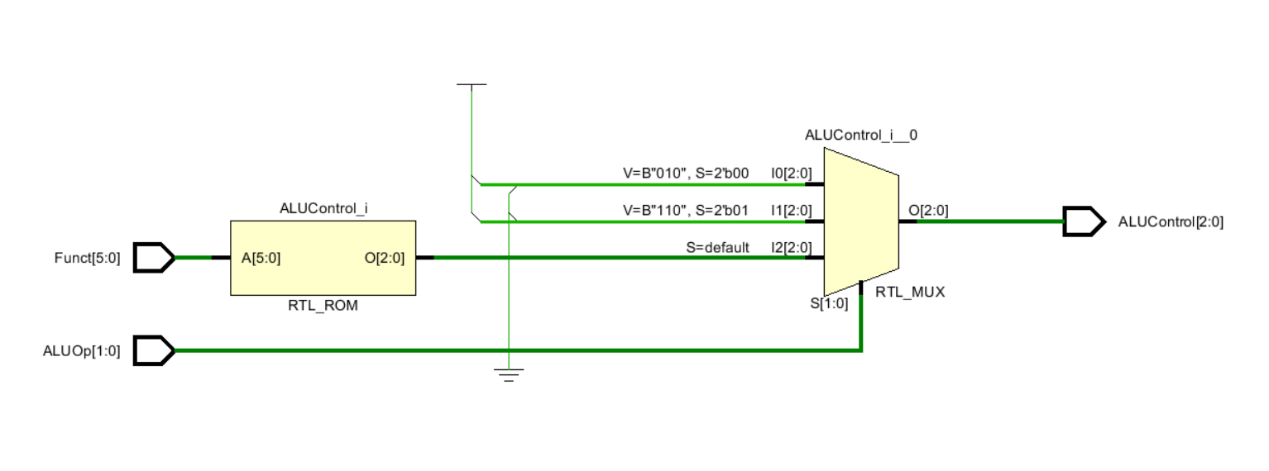 ALUControl_i__0
V=B"010", S=2'b00 I0[2:0]
ALUControl_i
V=B"110", S=2'b01 I1[2:0] O[2:0] ALUControl[2:0]
S=default I2[2:0]
Funct[5:0] A[5:0] O[2:0]
RTL_MUX
S[1:0]
RTL_ROM
ALUOp[1:0]